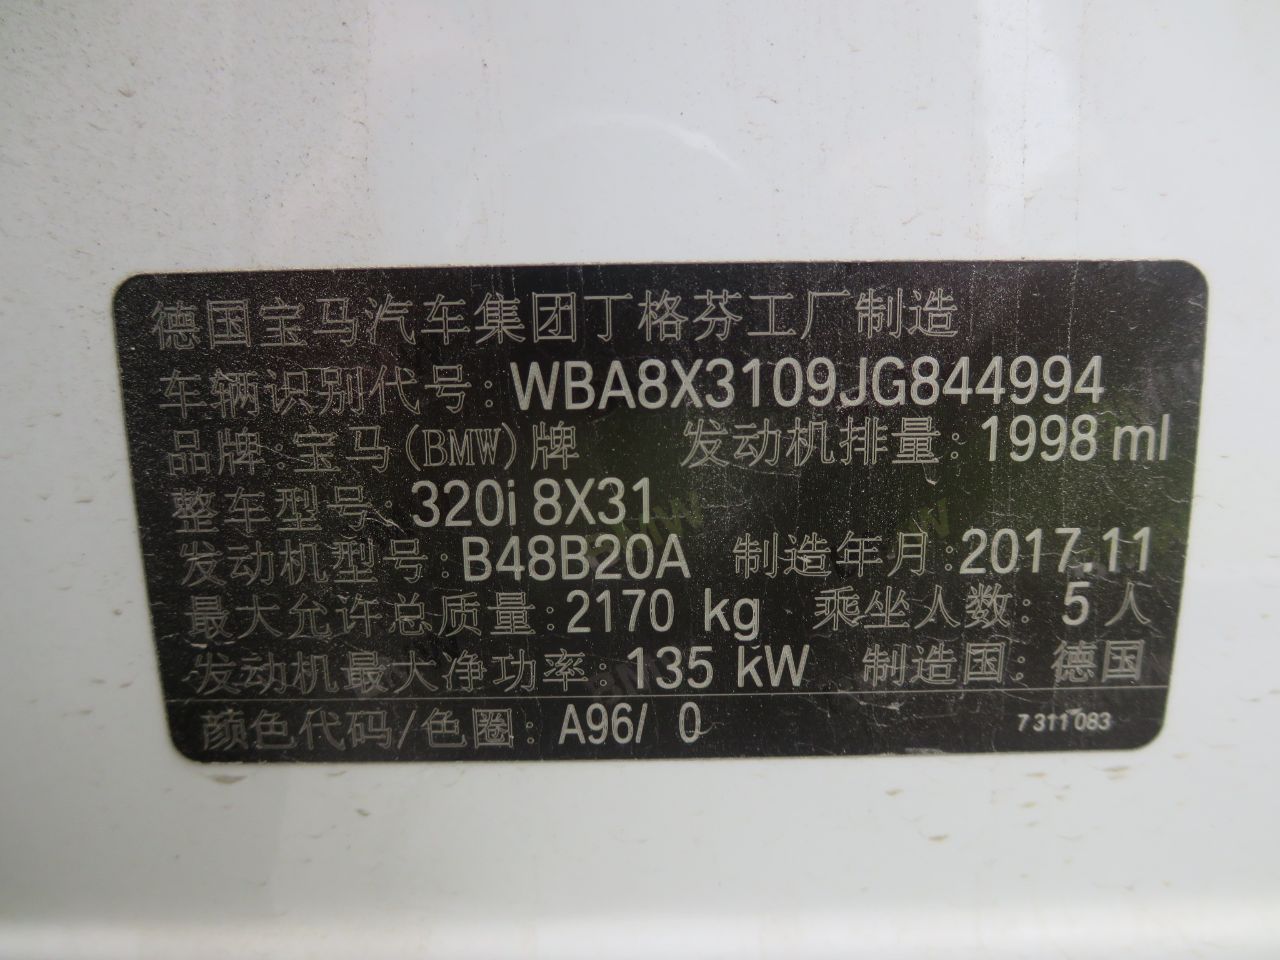 德国宝马汽车集团丁格芬工厂制造
车辆识别代号: WBA8X3109JG844994
品牌: 宝马(BMW)牌 发动机排量: 1998 ml
整车型号: 320i 8X31
发动机型号: B48B20A 制造年月: 2017.11
最大允许总质量: 2170 kg 乘坐人数: 5 人
发动机最大净功率: 135 kW 制造国: 德国
颜色代码/色圈: A96/ 0 7 311 083